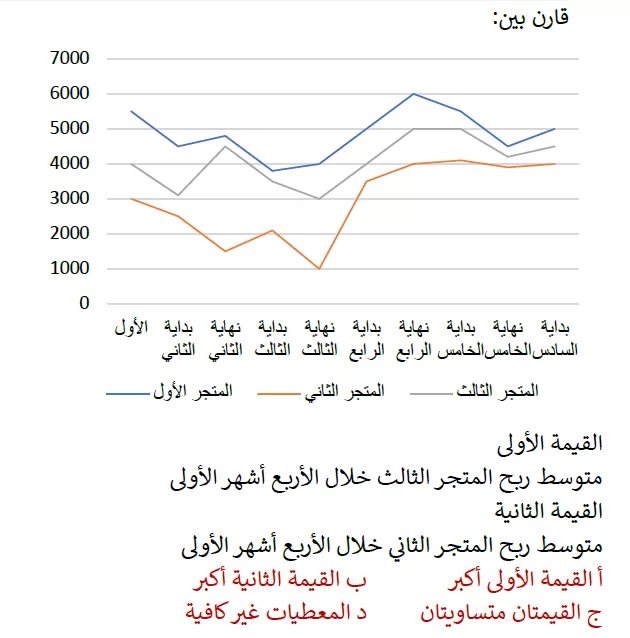 قارن بين:
7000
6000
5000
4000
3000
2000
1000
0
الأول
بداية الثاني
نهاية الثاني
بداية الثالث
نهاية الثالث
بداية الرابع
نهاية الرابع
بداية الخامس
نهاية الخامس
بداية السادس
المتجر الأول المتجر الثاني المتجر الثالث
القيمة الأولى
متوسط ربح المتجر الثالث خلال الأربع أشهر الأولى
القيمة الثانية
متوسط ربح المتجر الثاني خلال الأربع أشهر الأولى
أ القيمة الأولى أكبر ب القيمة الثانية أكبر
ج القيمتان متساويتان د المعطيات غير كافية